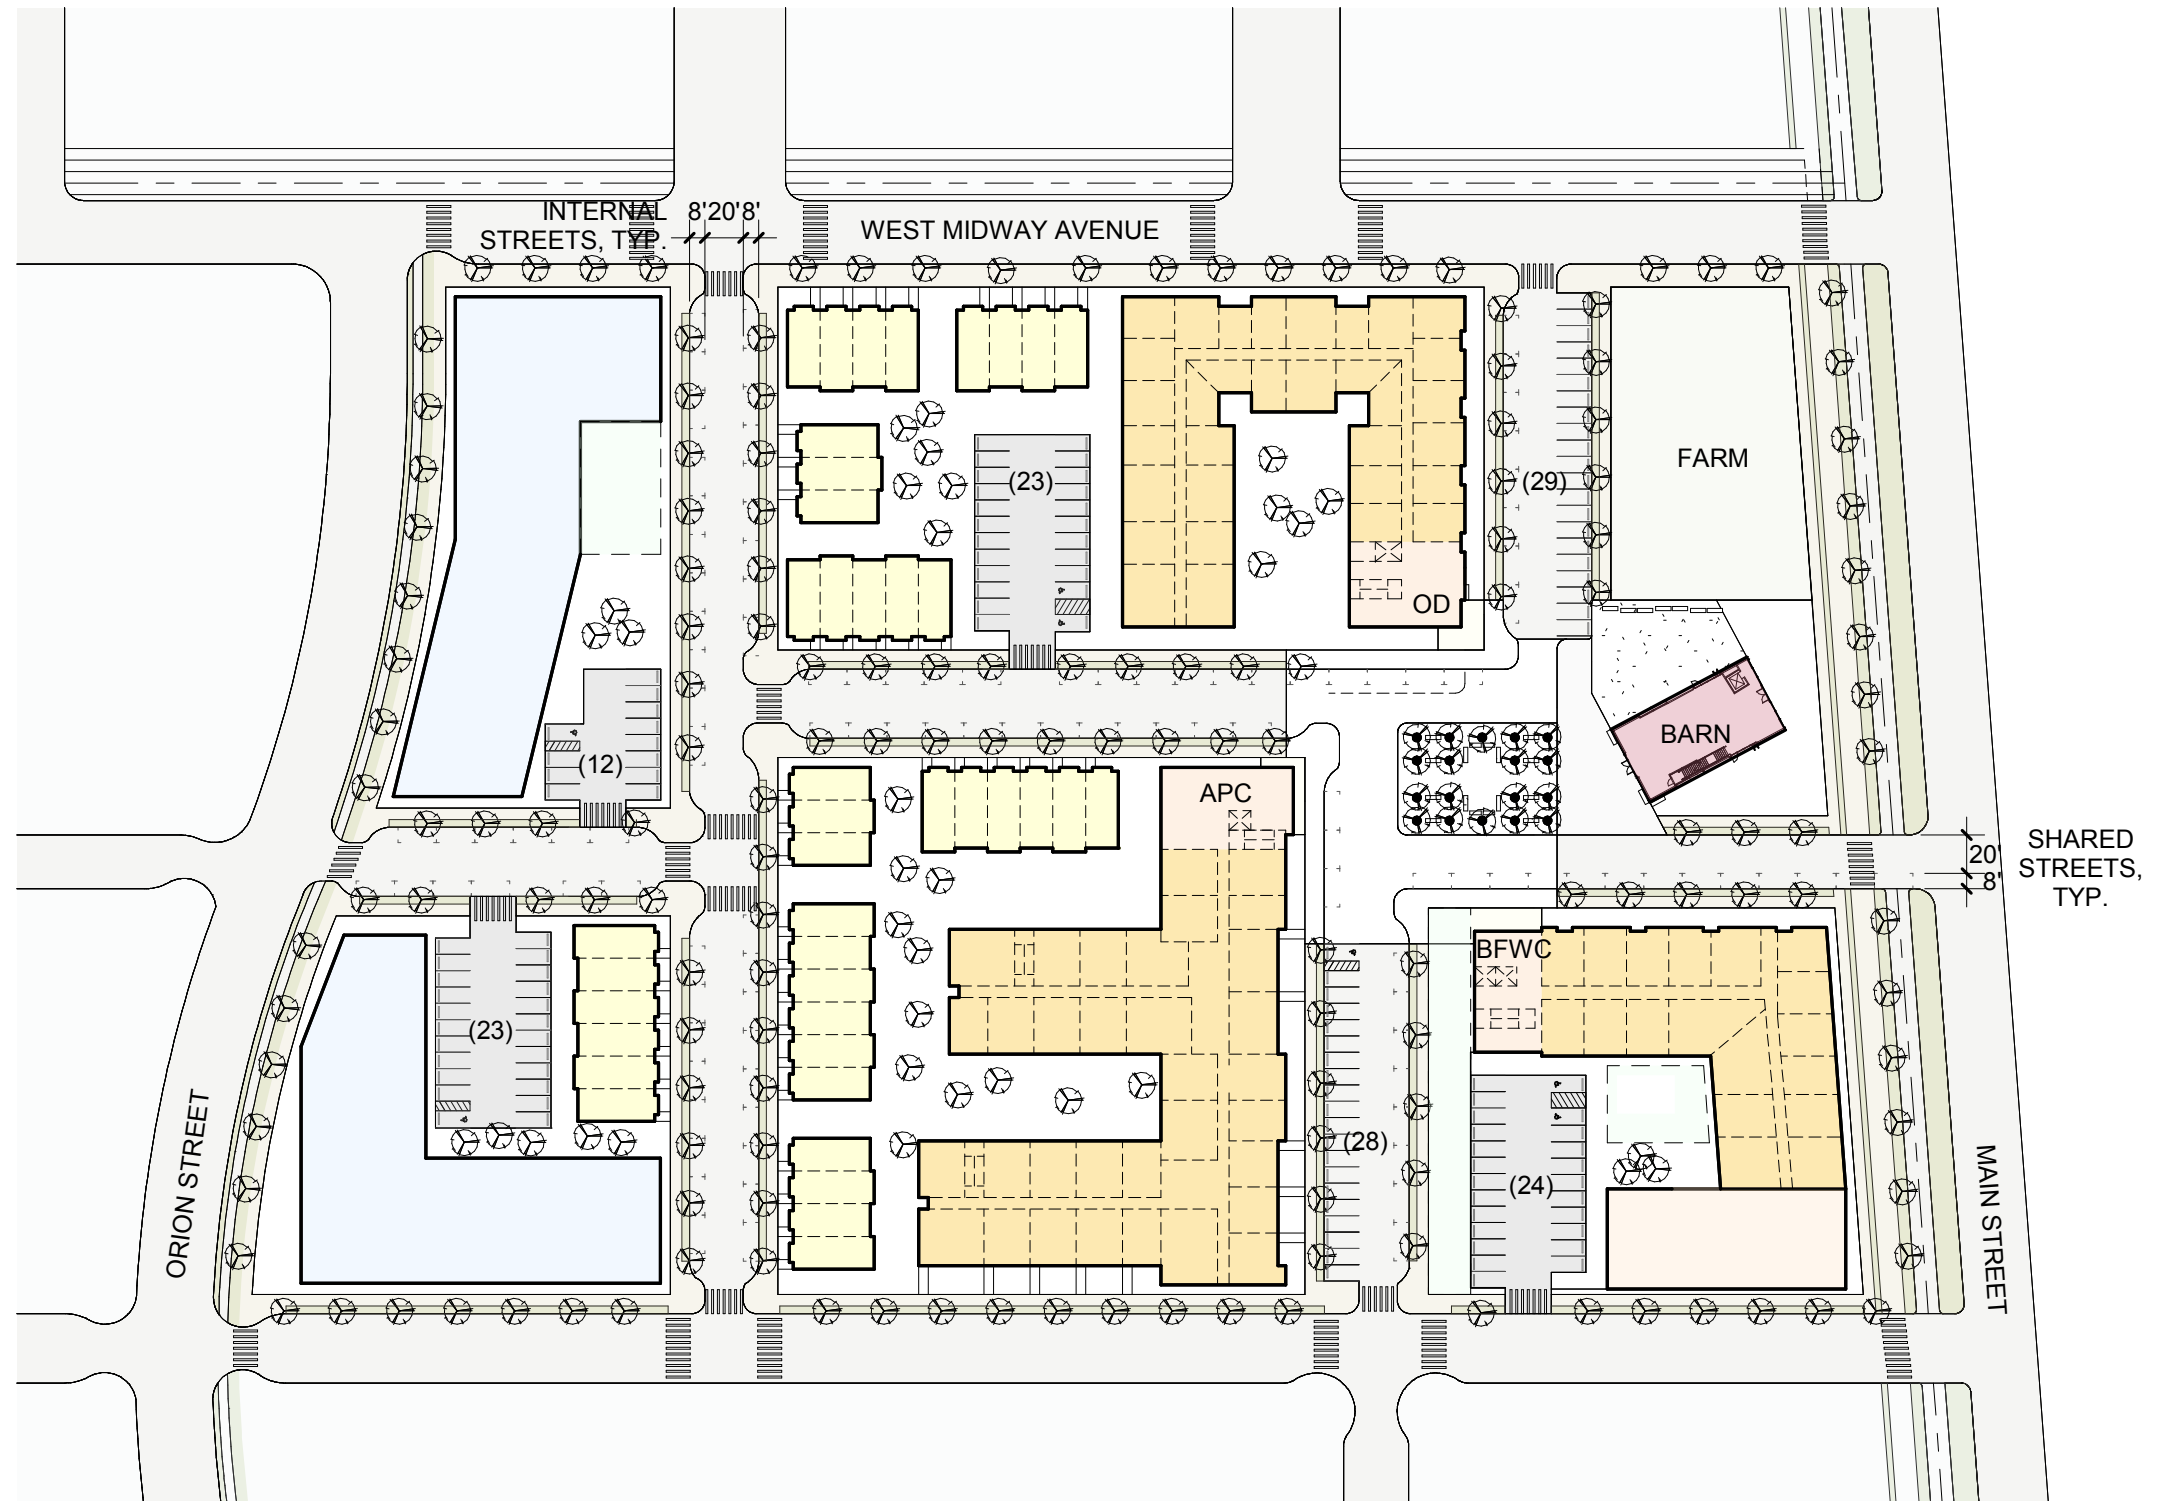 INTERNAL
STREETS, TYP.
8'20'8'
WEST MIDWAY AVENUE
(23)
(29)
FARM
OD
BARN
(12)
APC
SHARED
STREETS,
TYP.
20'
8'
BFWC
(23)
(28)
(24)
ORION STREET
MAIN STREET